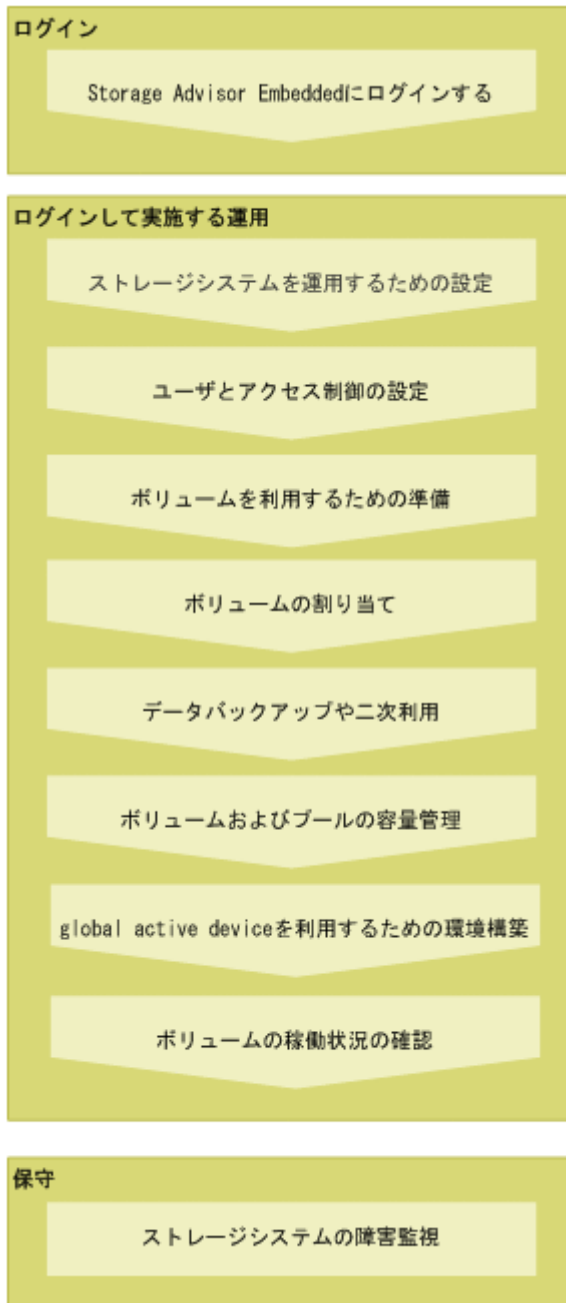 ログイン
Storage Advisor Embeddedにログインする
ログインして実施する運用
ストレージシステムを運用するための設定
ユーザとアクセス制御の設定
ボリュームを利用するための準備
ボリュームの割り当て
データバックアップや二次利用
ボリュームおよびプールの容量管理
global active deviceを利用するための環境構築
ボリュームの稼働状況の確認
保守
ストレージシステムの障害監視